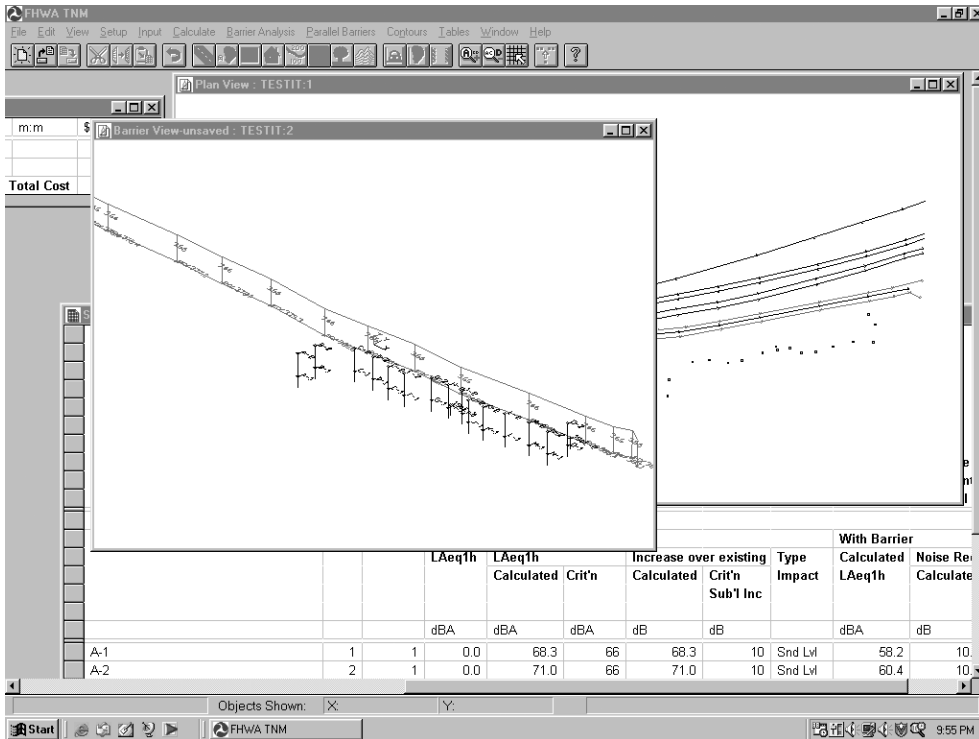 FHWA TNM
File Edit View Setup Input Calculate Barrier Analysis Parallel Barriers Contours Tables Window Help
Plan View : TESTIT:1
m:m $
Barrier View-unsaved : TESTIT:2
Total Cost
With Barrier
LAeq1h LAeq1h Increase over existing Type Calculated Noise Re
Calculated Crit'n Calculated Crit'n Impact LAeq1h Calculate
Sub'l Inc
dBA dBA dBA dB dB dBA dB
A-1 1 1 0.0 68.3 66 68.3 10 Snd Lvl 58.2 10.
A-2 2 1 0.0 71.0 66 71.0 10 Snd Lvl 60.4 10.
Objects Shown: X: Y:
Start FHWA TNM 9:55 PM